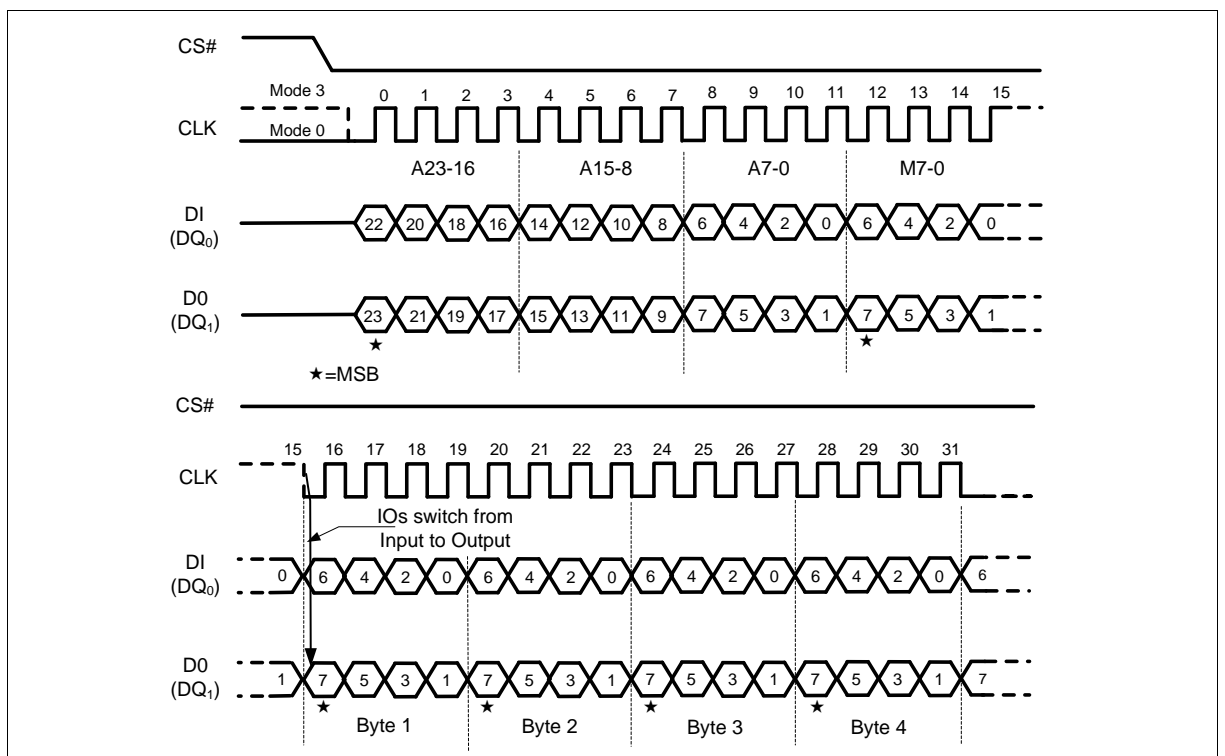 CS#
Mode 3
0 1 2 3 4 5 6 7 8 9 10 11 12 13 14 15
CLK
Mode 0
A23-16 A15-8 A7-0 M7-0
DI
(DQ0)
22 20 18 16 14 12 10 8 6 4 2 0 6 4 2 0
D0
(DQ1)
23 21 19 17 15 13 11 9 7 5 3 1 7 5 3 1
★ ★
★=MSB
CS#
15 16 17 18 19 20 21 22 23 24 25 26 27 28 29 30 31
CLK
IOs switch from
Input to Output
DI
(DQ0)
0 6 4 2 0 6 4 2 0 6 4 2 0 6 4 2 0 6
D0
(DQ1)
1 7 5 3 1 7 5 3 1 7 5 3 1 7 5 3 1 7
★ ★ ★ ★
Byte 1 Byte 2 Byte 3 Byte 4